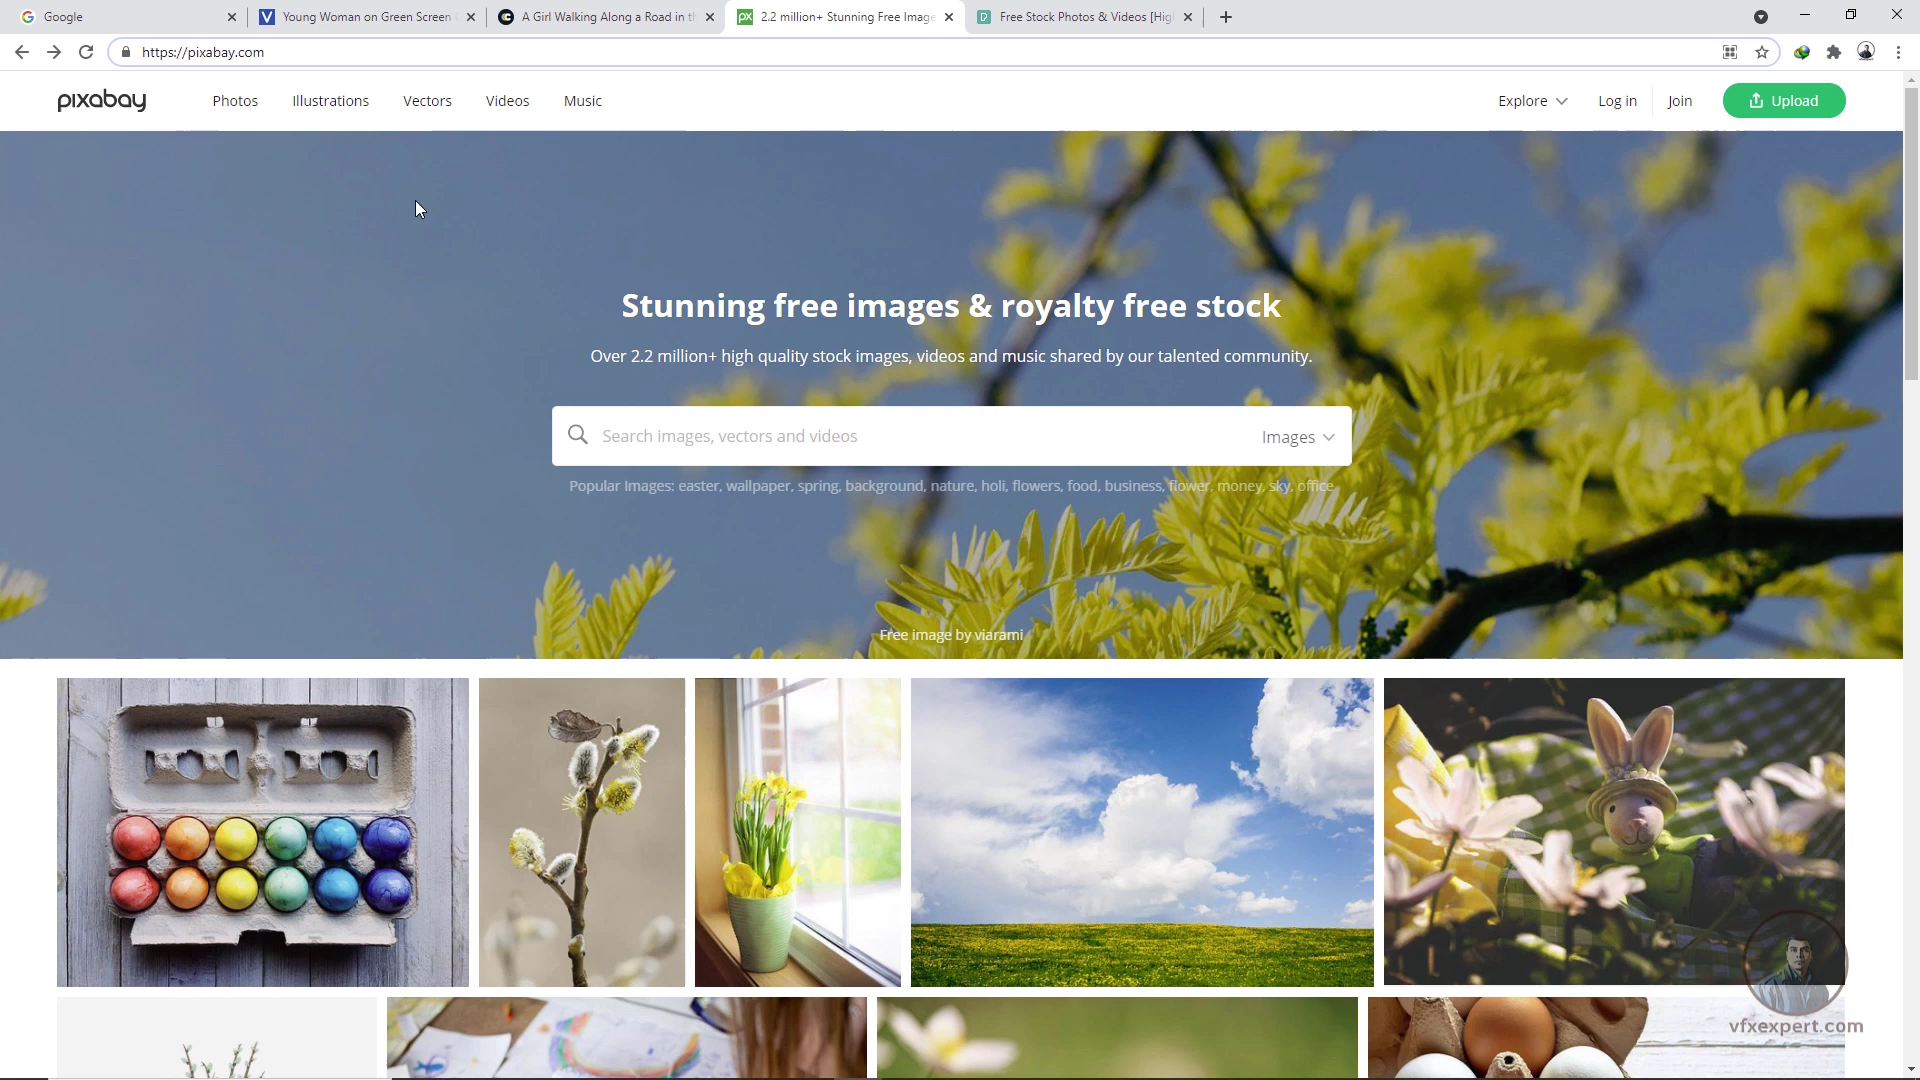 Google
Young Woman on Green Screen
A Girl Walking Along a Road in th
2.2 million+ Stunning Free Image
Free Stock Photos & Videos [Hig
https://pixabay.com
pixabay
Photos
Illustrations
Vectors
Videos
Music
Explore
Log in
Join
Upload
Stunning free images & royalty free stock
Over 2.2 million+ high quality stock images, videos and music shared by our talented community.
Search images, vectors and videos
Images
Popular Images: easter, wallpaper, spring, background, nature, holi, flowers, food, business, flower, money, sky, office
Free image by viarami
vfxexpert.com